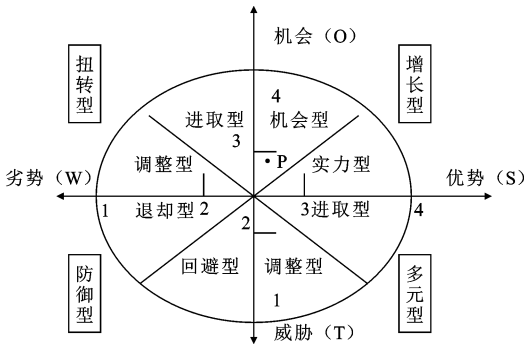 机会（O）
扭转型
增长型
4
进取型
机会型
3
P
调整型
实力型
劣势（W）
优势（S）
1
退却型
2
3
进取型
4
2
回避型
调整型
防御型
多元型
1
威胁（T）